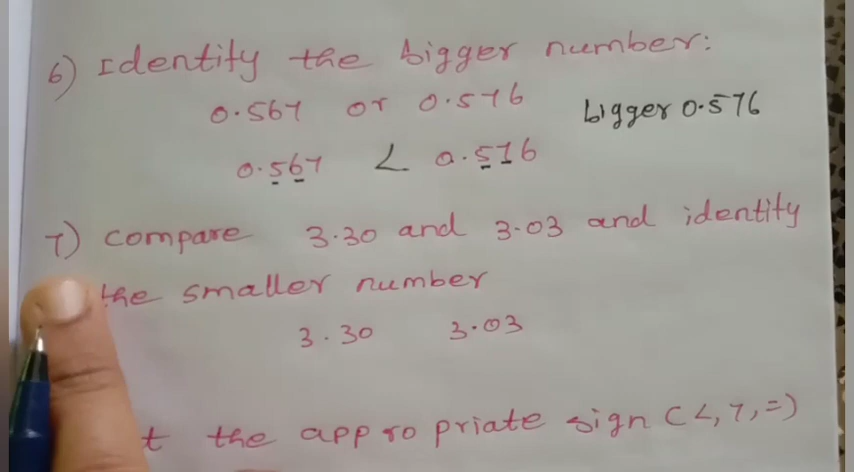 6) Identify the bigger number:
0.567 or 0.576 bigger 0.576
0.567 < 0.576
7) compare 3.30 and 3.03 and identify
the smaller number
3.30 3.03
the appropriate sign (<, >, =)